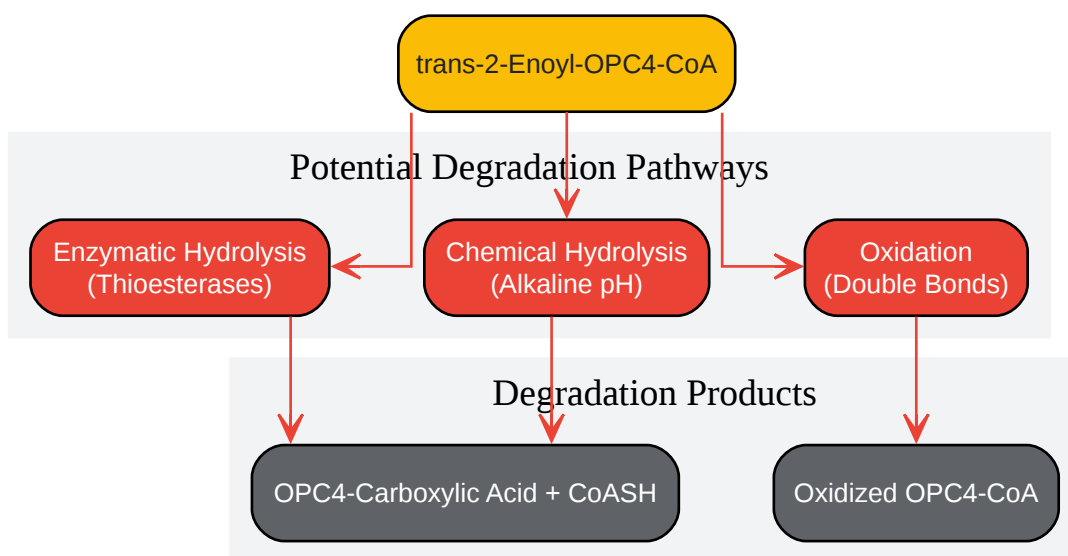 trans-2-Enoyl-OPC4-CoA
Potential Degradation Pathways
Enzymatic Hydrolysis
(Thioesterases)
Chemical Hydrolysis
(Alkaline pH)
Oxidation
(Double Bonds)
Degradation Products
OPC4-Carboxylic Acid + CoASH
Oxidized OPC4-CoA